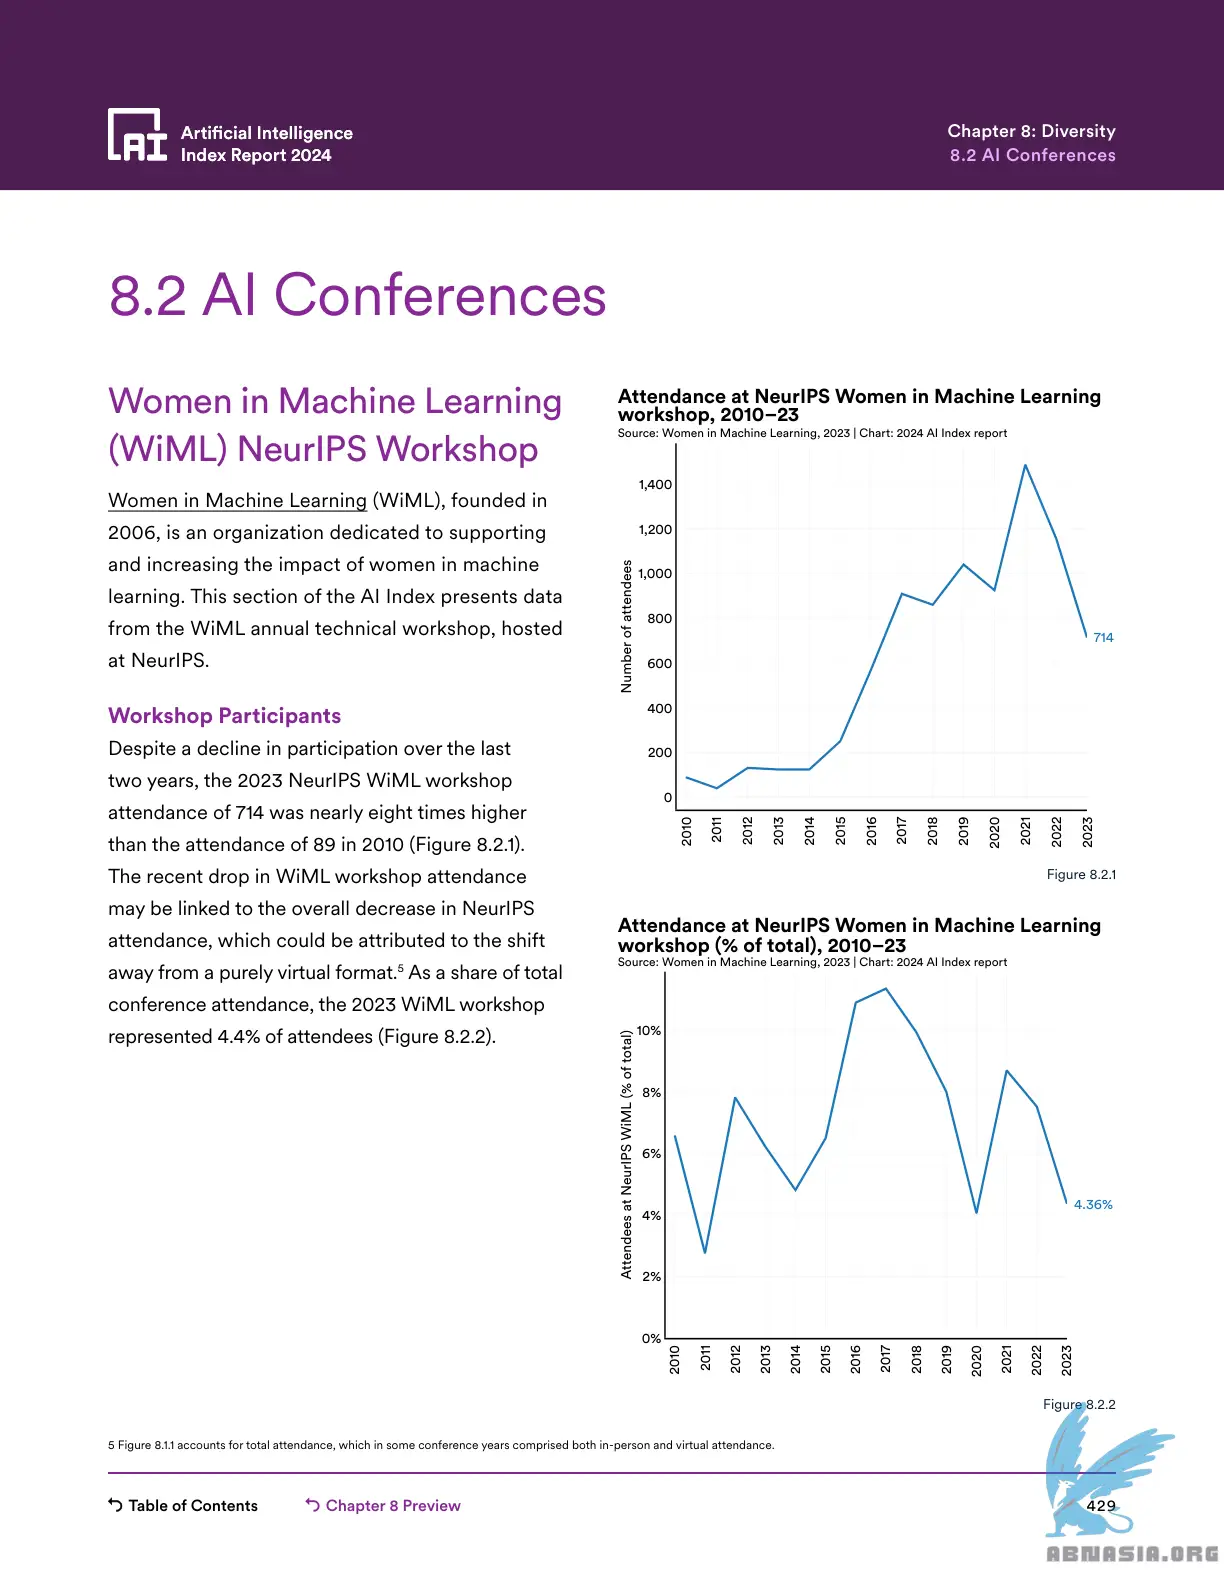 Artificial Intelligence
Index Report 2024
Chapter 8: Diversity
8.2 AI Conferences
8.2 AI Conferences
Women in Machine Learning
(WiML) NeurIPS Workshop
Women in Machine Learning (WiML), founded in
2006, is an organization dedicated to supporting
and increasing the impact of women in machine
learning. This section of the AI Index presents data
from the WiML annual technical workshop, hosted
at NeurIPS.
Workshop Participants
Despite a decline in participation over the last
two years, the 2023 NeurIPS WiML workshop
attendance of 714 was nearly eight times higher
than the attendance of 89 in 2010 (Figure 8.2.1).
The recent drop in WiML workshop attendance
may be linked to the overall decrease in NeurIPS
attendance, which could be attributed to the shift
away from a purely virtual format.5 As a share of total
conference attendance, the 2023 WiML workshop
represented 4.4% of attendees (Figure 8.2.2).
Attendance at NeurIPS Women in Machine Learning
workshop, 2010–23
Source: Women in Machine Learning, 2023 | Chart: 2024 AI Index report
Number of attendees
1,400
1,200
1,000
800
600
400
200
0
714
2010 2011 2012 2013 2014 2015 2016 2017 2018 2019 2020 2021 2022 2023
Figure 8.2.1
Attendance at NeurIPS Women in Machine Learning
workshop (% of total), 2010–23
Source: Women in Machine Learning, 2023 | Chart: 2024 AI Index report
Attendees at NeurIPS WiML (% of total)
10%
8%
6%
4%
2%
0%
4.36%
2010 2011 2012 2013 2014 2015 2016 2017 2018 2019 2020 2021 2022 2023
Figure 8.2.2
5 Figure 8.1.1 accounts for total attendance, which in some conference years comprised both in-person and virtual attendance.
Table of Contents
Chapter 8 Preview
429
ABNASIA.ORG